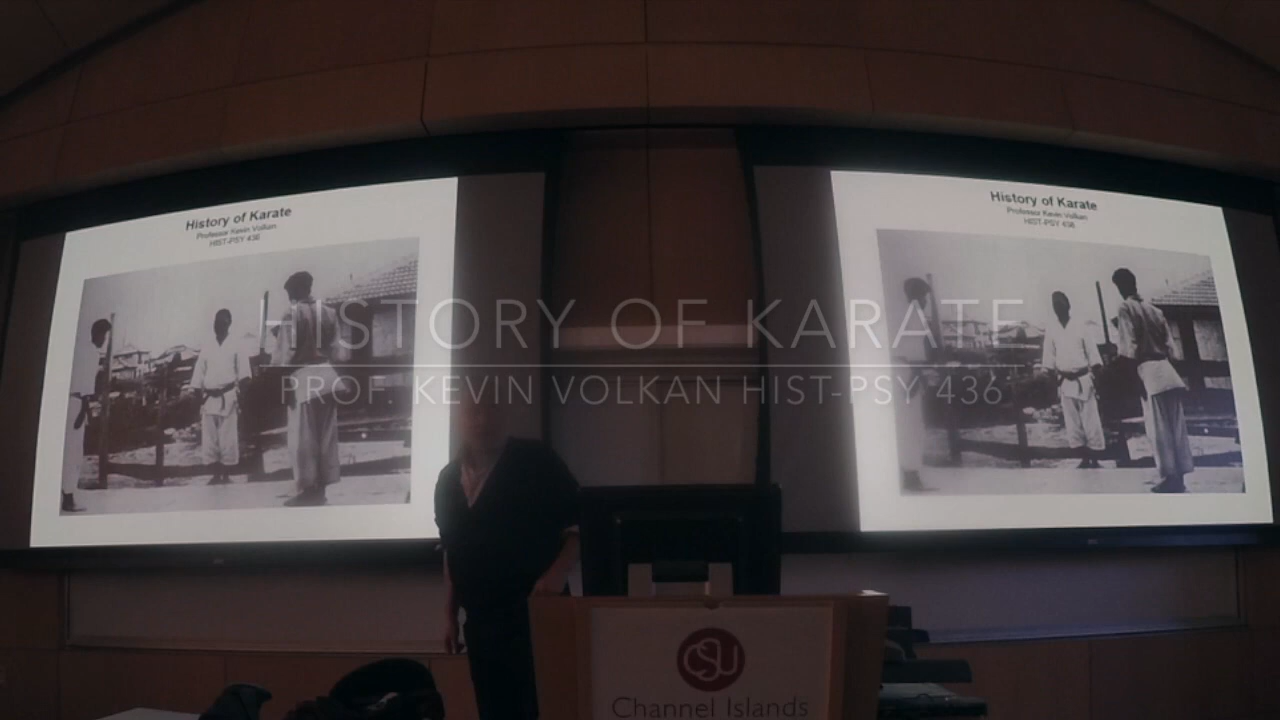 History of Karate
Professor Kevin Volkan
HIST-PSY 436
History of Karate
Professor Kevin Volkan
HIST-PSY 436
HISTORY OF KARATE
PROF. KEVIN VOLKAN HIST-PSY 436
CSU
Channel Islands